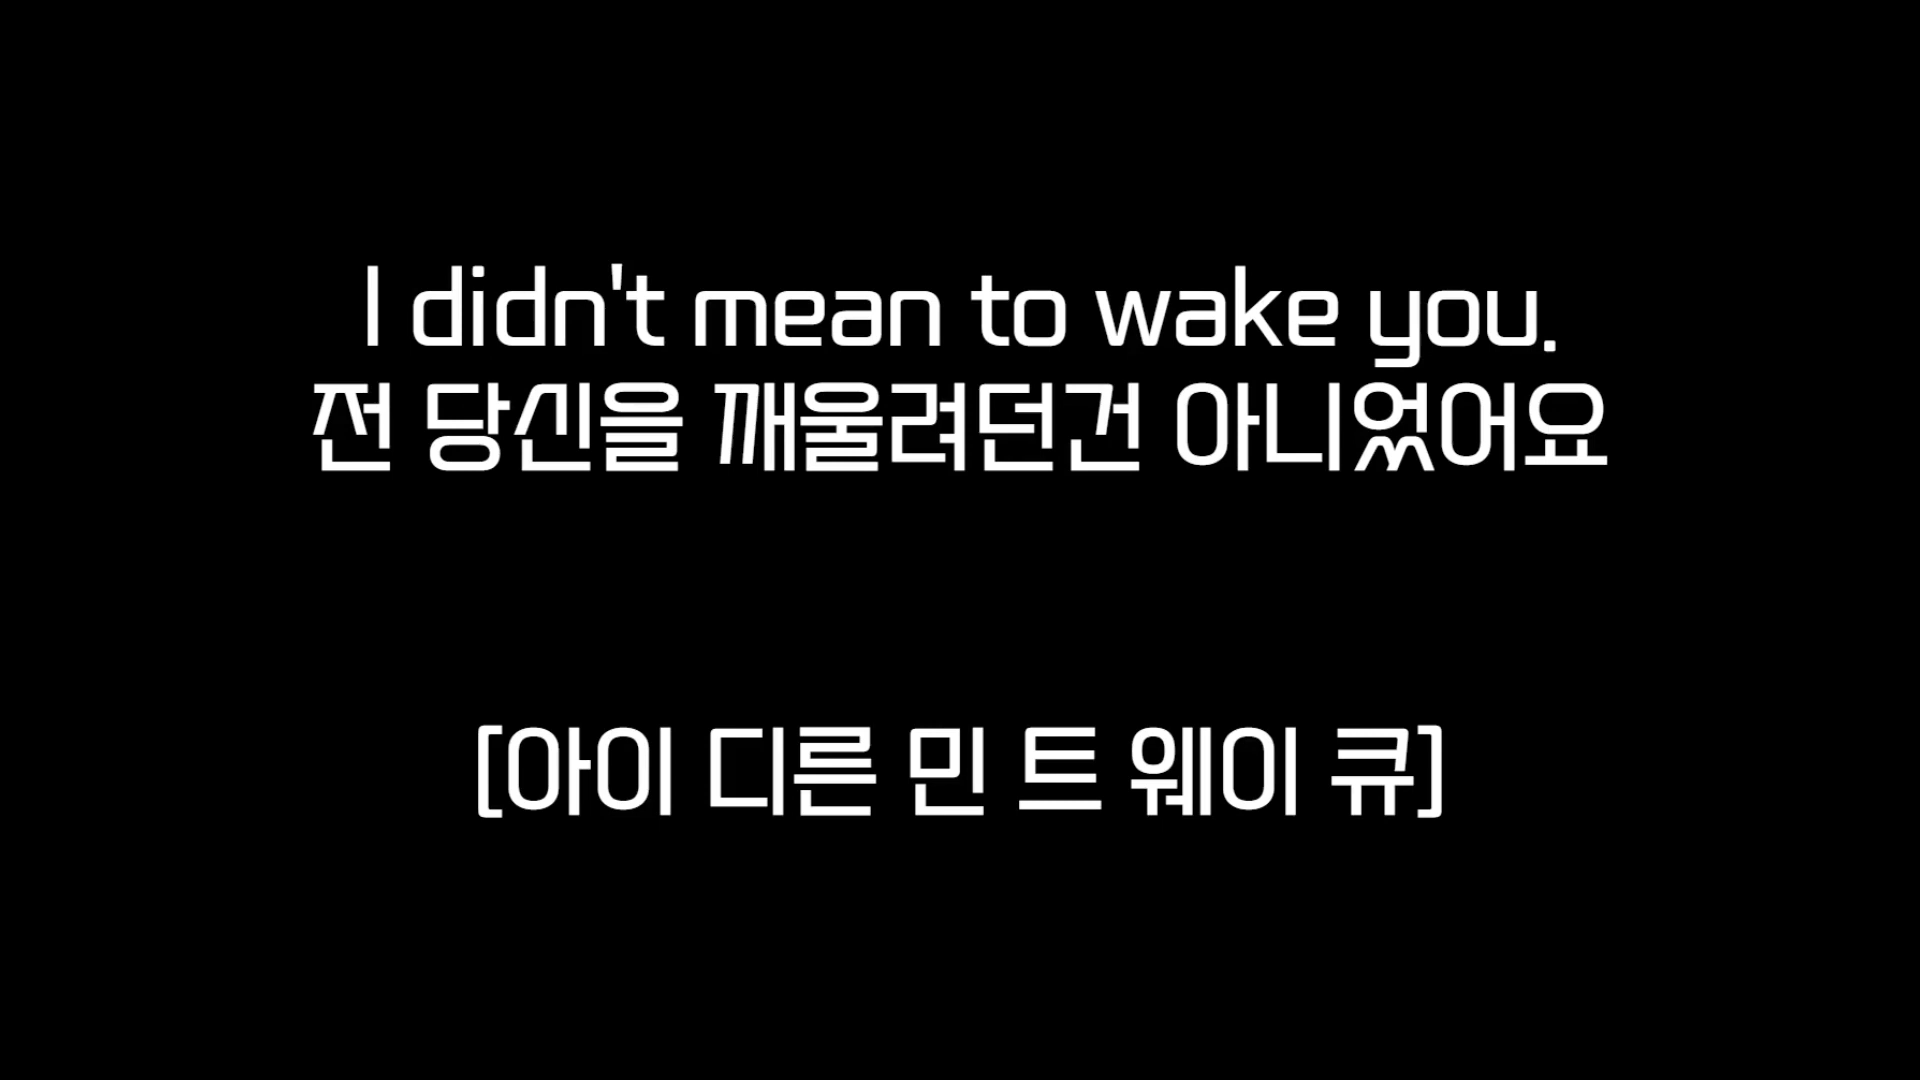 I didn't mean to wake you.
전 당신을 깨울려던건 아니었어요
[아이 디른 민 트 웨이 큐]